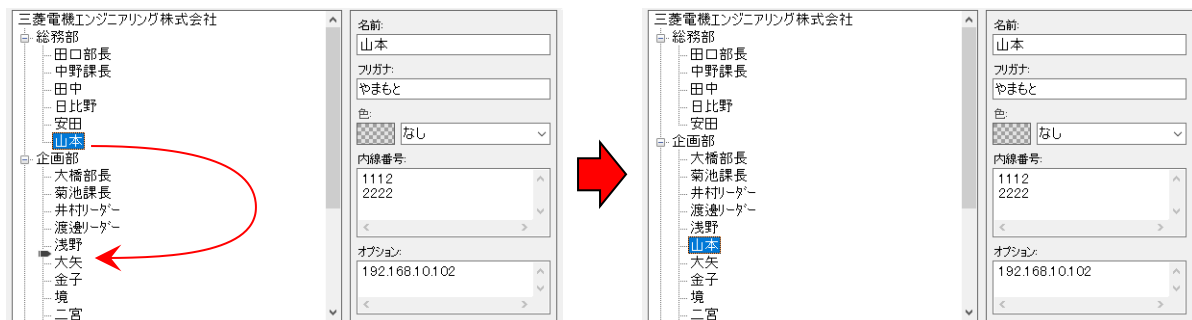 三菱電機エンジニアリング株式会社
総務部
田口部長
中野課長
田中
日比野
安田
山本
企画部
大橋部長
菊池課長
井村リーダー
渡邊リーダー
浅野
大矢
金子
境
二宮
名前:
山本
フリガナ:
やまもと
色:
なし
内線番号:
1112
2222
オプション:
192.168.10.102
三菱電機エンジニアリング株式会社
総務部
田口部長
中野課長
田中
日比野
安田
企画部
大橋部長
菊池課長
井村リーダー
渡邊リーダー
浅野
山本
大矢
金子
境
二宮
名前:
山本
フリガナ:
やまもと
色:
なし
内線番号:
1112
2222
オプション:
192.168.10.102